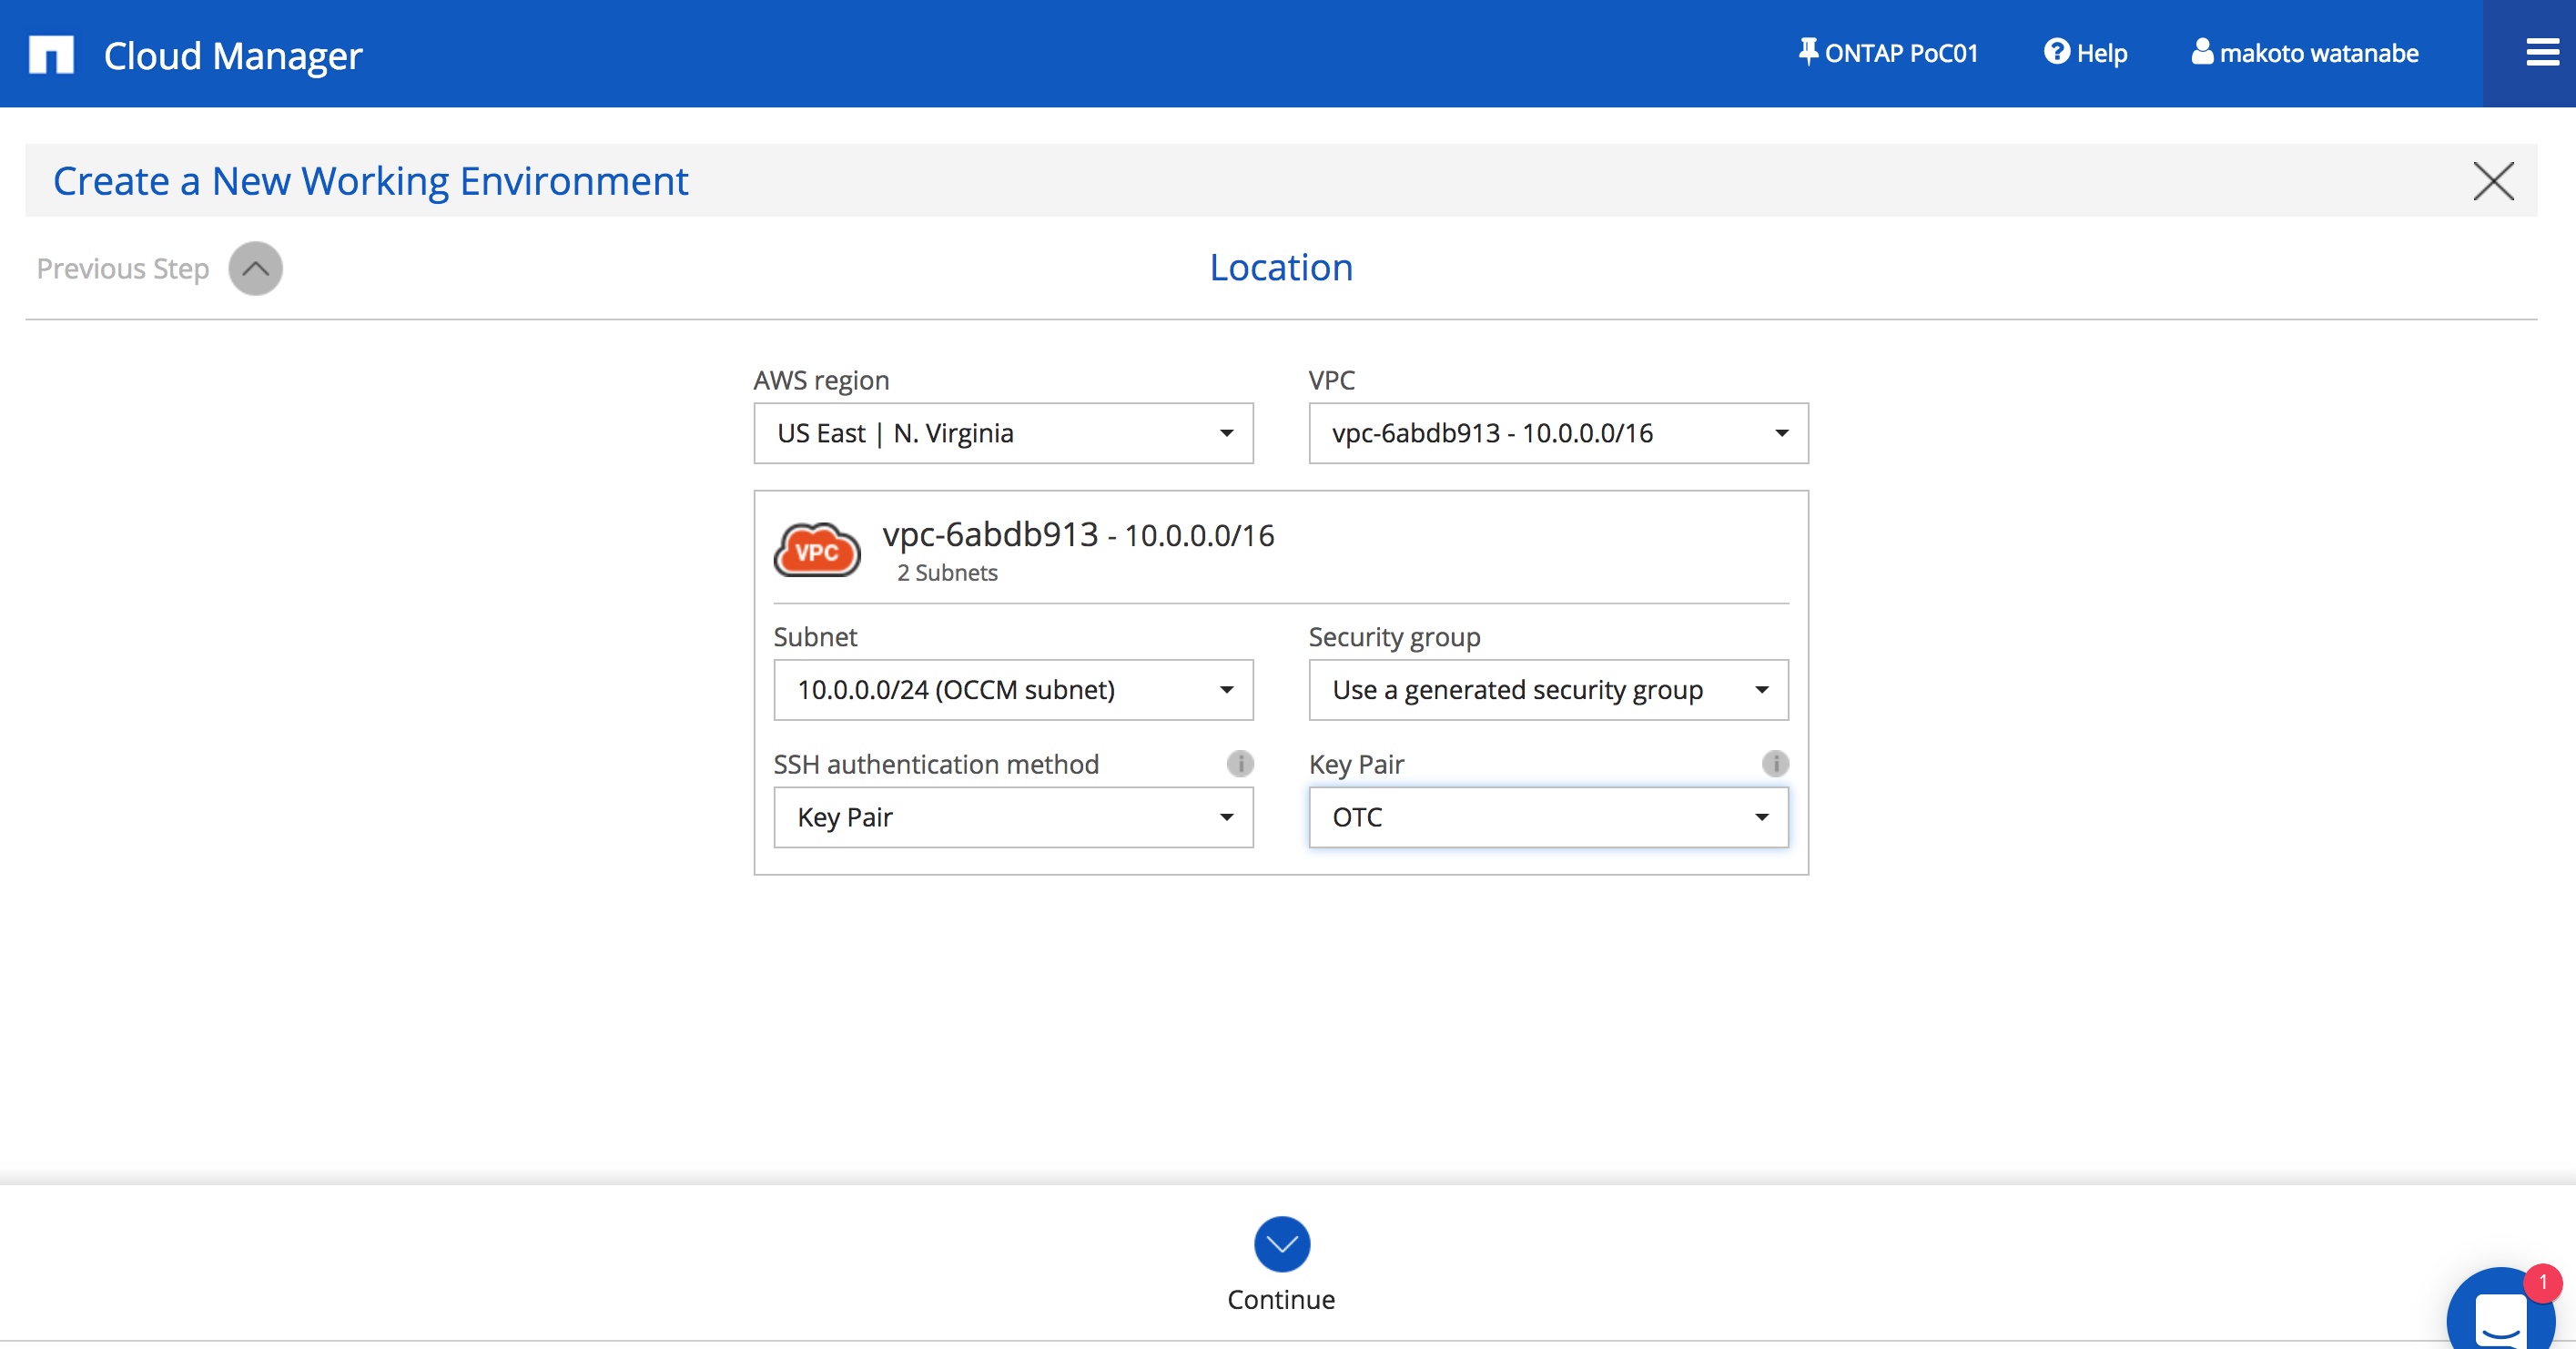 Cloud Manager
ONTAP PoC01
Help
makoto watanabe
Create a New Working Environment
Previous Step
Location
AWS region
VPC
US East | N. Virginia
vpc-6abdb913 - 10.0.0.0/16
VPC
vpc-6abdb913 - 10.0.0.0/16
2 Subnets
Subnet
Security group
10.0.0.0/24 (OCCM subnet)
Use a generated security group
SSH authentication method
Key Pair
Key Pair
OTC
Continue
1